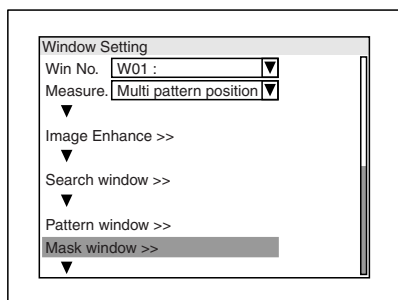 Window Setting
Win No. W01 :
Measure. Multi pattern position
Image Enhance >>
Search window >>
Pattern window >>
Mask window >>